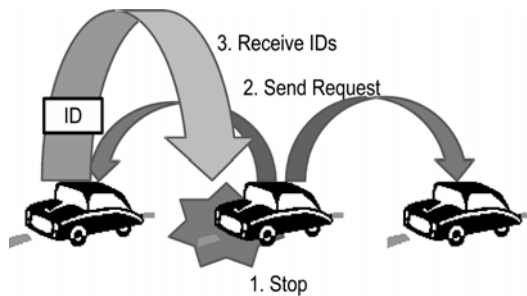 3. Receive IDs
2. Send Request
ID
1. Stop